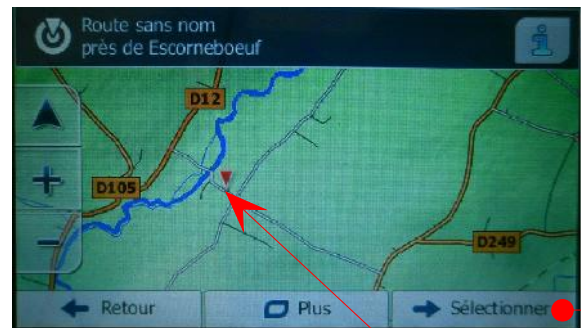 Route sans nom
près de Escorneboeuf
D12
D105
D249
Retour
Plus
Sélectionner